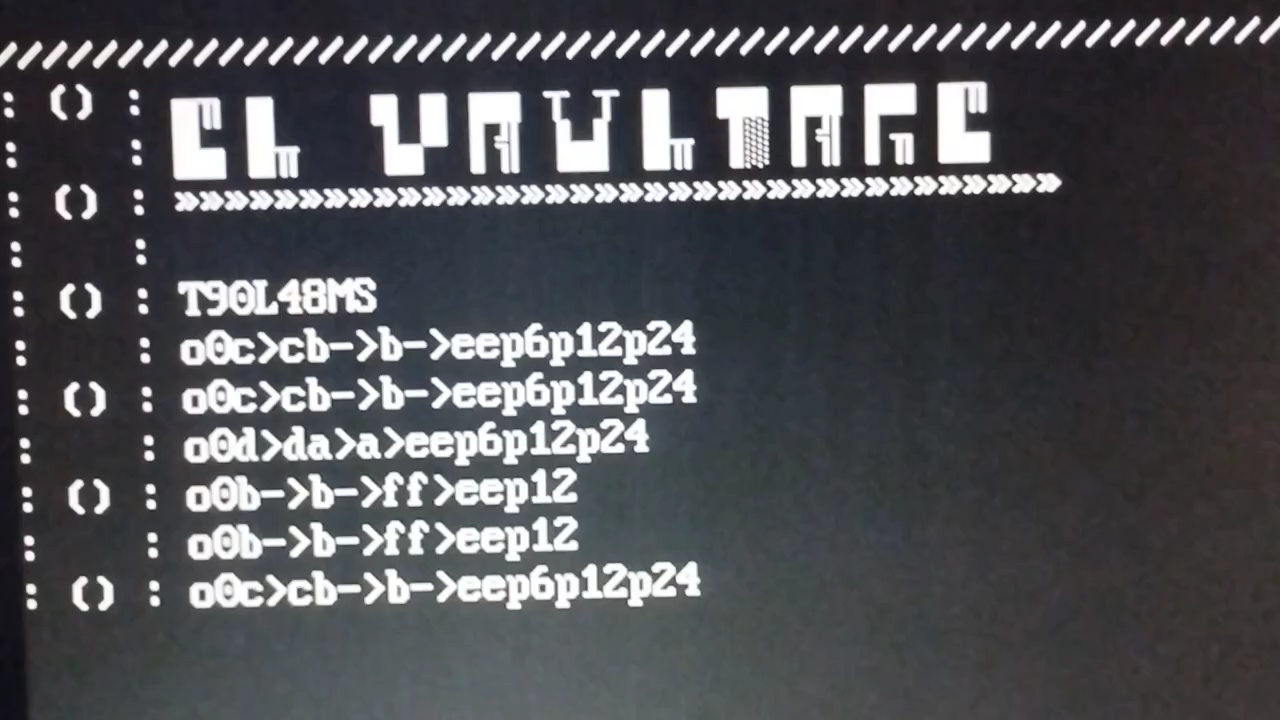 ////////////////////////////////////////////////////
: () : EL VAULTAGE
: : »»»»»»»»»»»»»»»»»»»»»»»»»»»»»»»»»»»»
: () :
: :
: () : T90L48MS
: : o0c>cb->b->eep6p12p24
: () : o0c>cb->b->eep6p12p24
: : o0d>da>a>eep6p12p24
: () : o0b->b->ff>eep12
: : o0b->b->ff>eep12
: () : o0c>cb->b->eep6p12p24